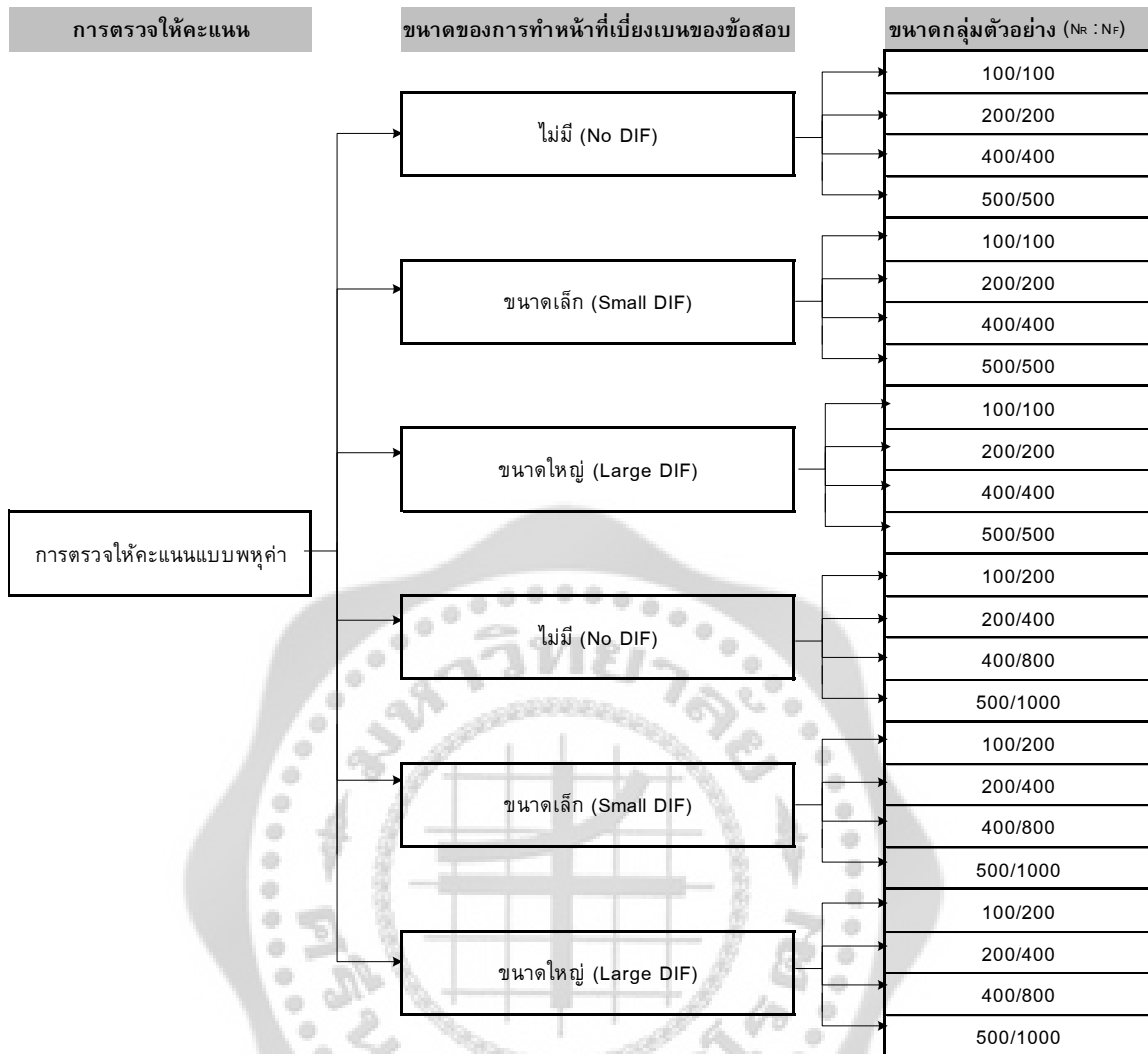 การตรวจให้คะแนน
ขนาดของการทำหน้าที่เบี่ยงเบนของข้อสอบ
ขนาดกลุ่มตัวอย่าง (NR : NF)
การตรวจให้คะแนนแบบพหุค่า
ไม่มี (No DIF)
100/100
200/200
400/400
500/500
ขนาดเล็ก (Small DIF)
100/100
200/200
400/400
500/500
ขนาดใหญ่ (Large DIF)
100/100
200/200
400/400
500/500
ไม่มี (No DIF)
100/200
200/400
400/800
500/1000
ขนาดเล็ก (Small DIF)
100/200
200/400
400/800
500/1000
ขนาดใหญ่ (Large DIF)
100/200
200/400
400/800
500/1000
มหาวิทยาลัย